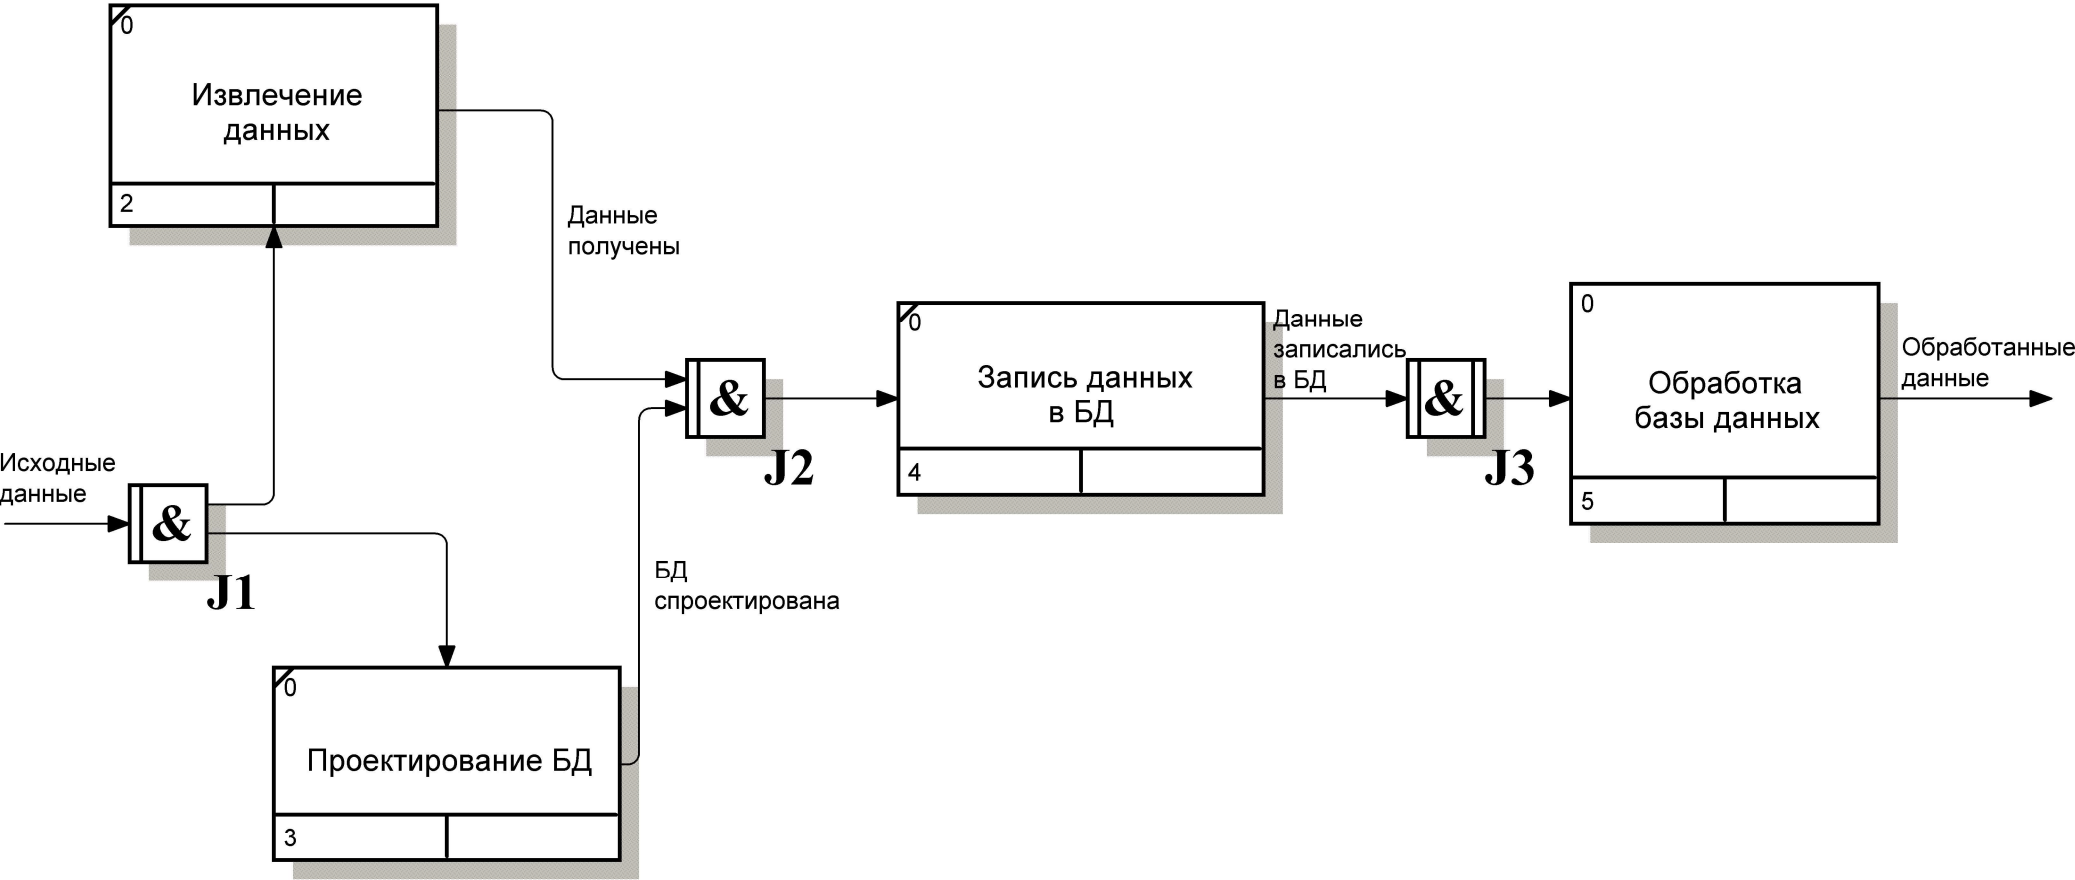 0
Извлечение
данных
2
Данные
получены
Исходные
данные
&
J1
0
Проектирование БД
3
БД
спроектирована
&
J2
0
Запись данных
в БД
4
Данные
записались
в БД
&
J3
0
Обработка
базы данных
5
Обработанные
данные